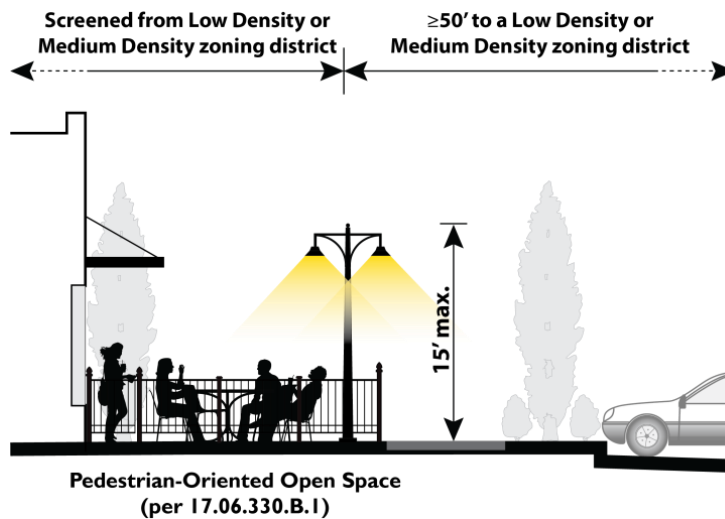 Screened from Low Density or
Medium Density zoning district
≥50' to a Low Density or
Medium Density zoning district
15' max.
Pedestrian-Oriented Open Space
(per 17.06.330.B.1)